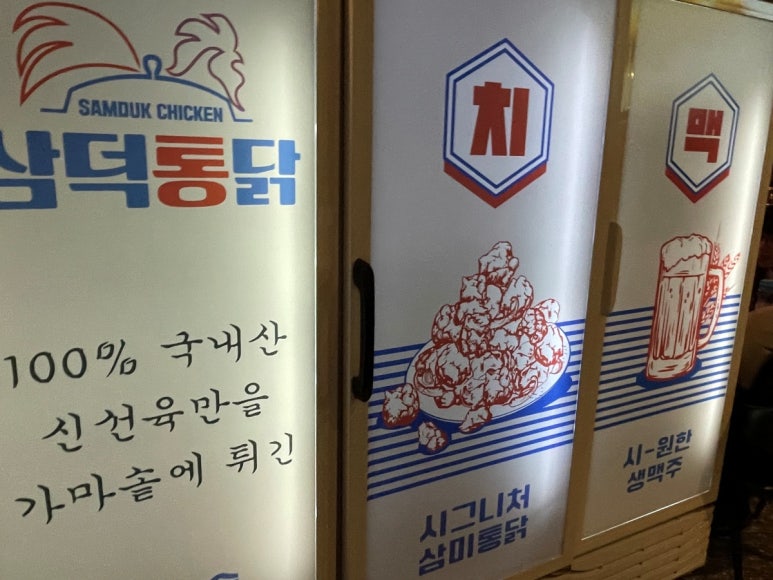 SAMDUK CHICKEN
삼덕통닭
100% 국내산
신선육만을
가마솥에 튀긴
치
시그니처
삼미통닭
맥
시-원한
생맥주